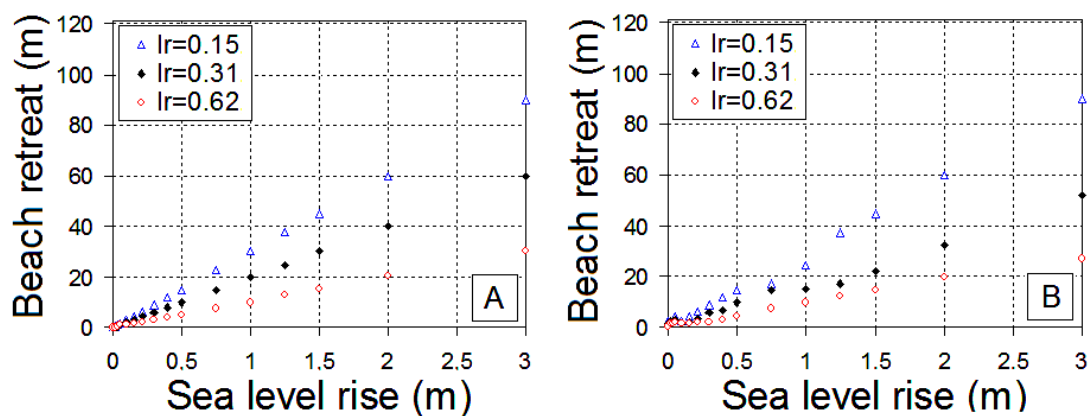 Beach retreat (m)
120
100
80
60
40
20
0
Ir=0.15
Ir=0.31
Ir=0.62
A
0 0.5 1 1.5 2 2.5 3
Sea level rise (m)
Beach retreat (m)
120
100
80
60
40
20
0
Ir=0.15
Ir=0.31
Ir=0.62
B
0 0.5 1 1.5 2 2.5 3
Sea level rise (m)